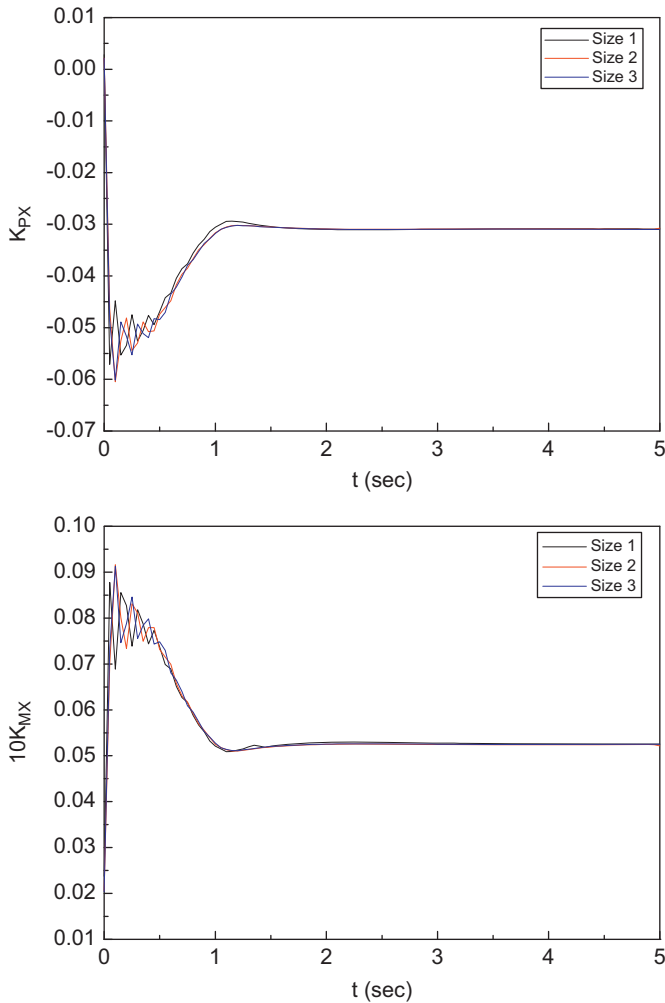 0.01
0.00
-0.01
-0.02
-0.03
-0.04
-0.05
-0.06
-0.07
K_PX
Size 1
Size 2
Size 3
0 1 2 3 4 5
t (sec)
0.10
0.09
0.08
0.07
0.06
0.05
0.04
0.03
0.02
0.01
10K_MX
Size 1
Size 2
Size 3
0 1 2 3 4 5
t (sec)